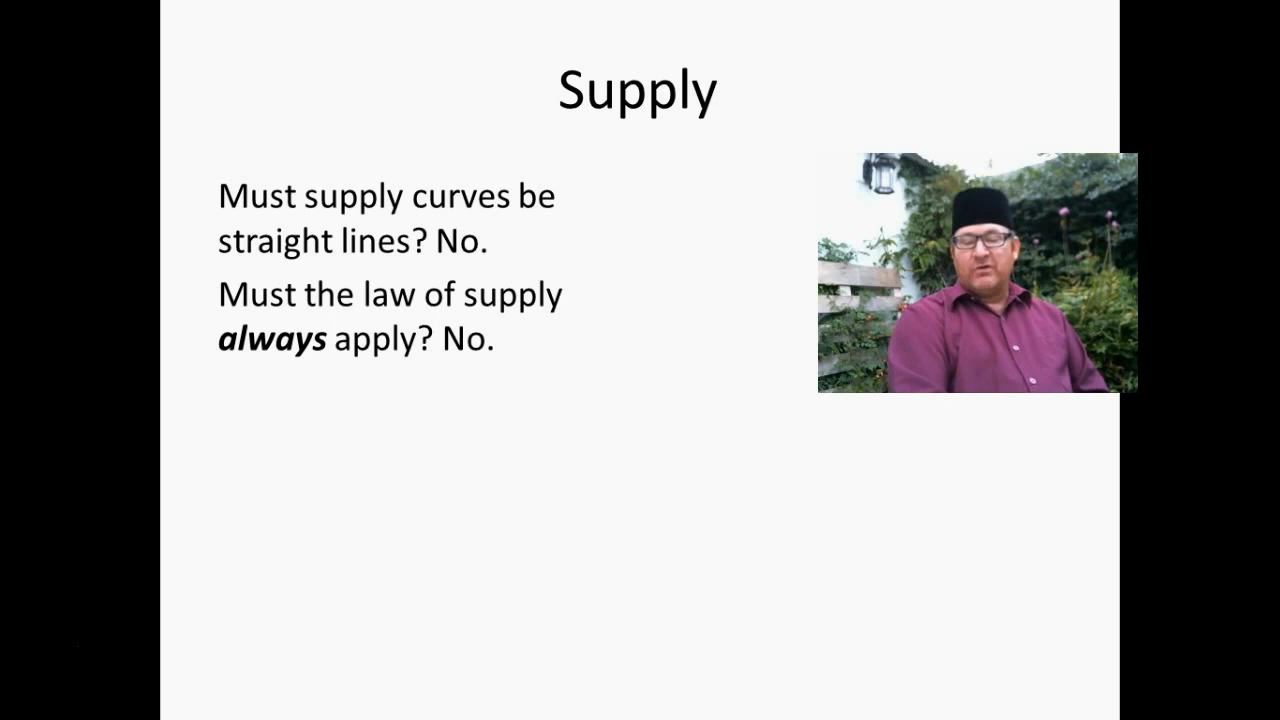 Supply
Must supply curves be
straight lines? No.
Must the law of supply
always apply? No.